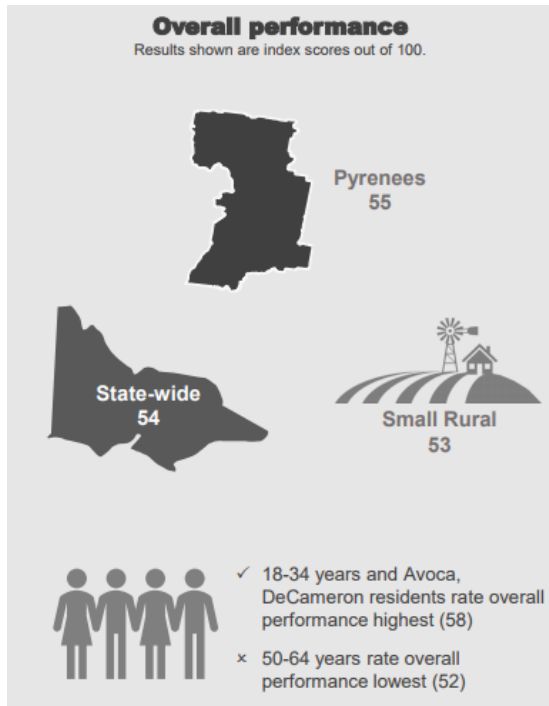 Overall performance
Results shown are index scores out of 100.
Pyrenees
55
State-wide
54
Small Rural
53
✓ 18-34 years and Avoca,
DeCameron residents rate overall
performance highest (58)
× 50-64 years rate overall
performance lowest (52)